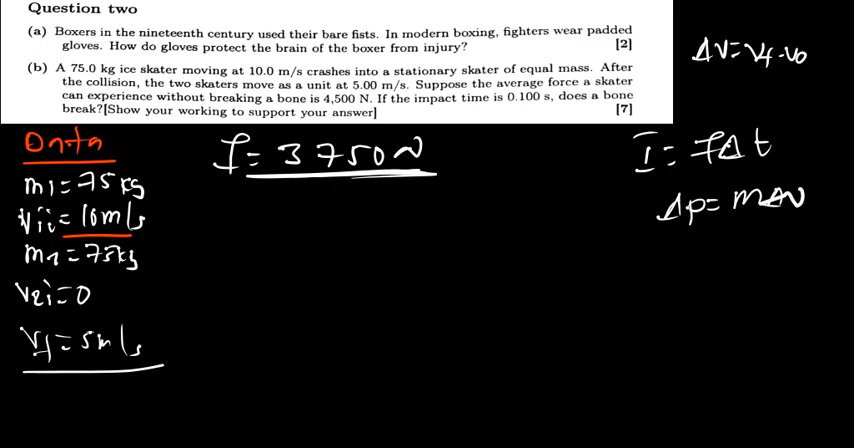 Question two
(a) Boxers in the nineteenth century used their bare fists. In modern boxing, fighters wear padded
gloves. How do gloves protect the brain of the boxer from injury? [2]
(b) A 75.0 kg ice skater moving at 10.0 m/s crashes into a stationary skater of equal mass. After
the collision, the two skaters move as a unit at 5.00 m/s. Suppose the average force a skater
can experience without breaking a bone is 4,500 N. If the impact time is 0.100 s, does a bone
break?[Show your working to support your answer] [7]
ΔV=Vf-Vo
Data
m1=75kg
V1i=10m/s
m2=75kg
V2i=0
Vf=5m/s
F=3750N
I=FΔt
Δp=mΔV